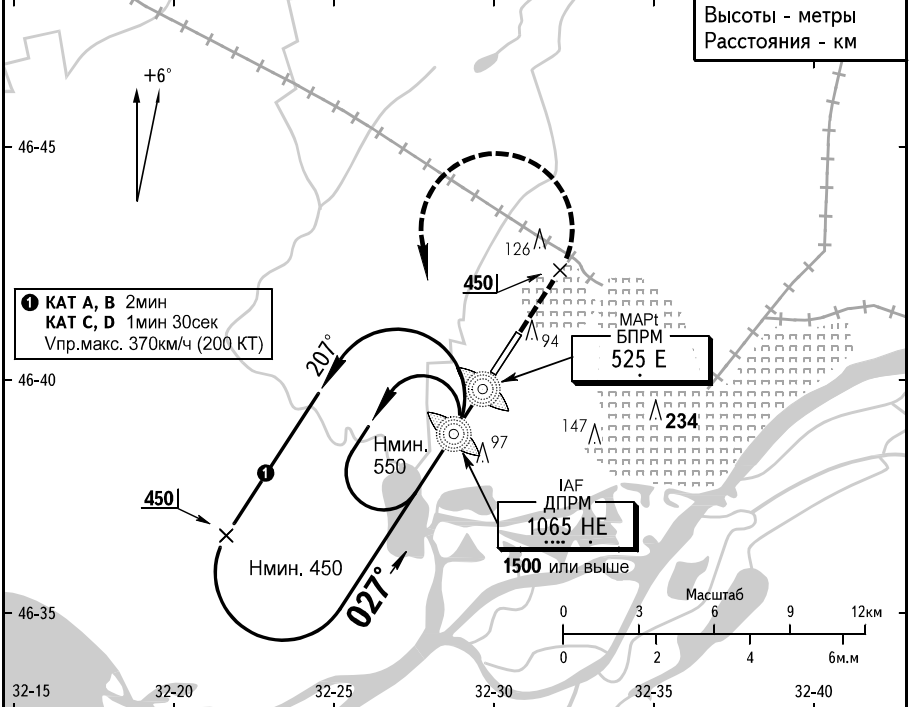 Высоты - метры
Расстояния - км
+6°
46-45
126
450
❶ КАТ A, B 2мин
КАТ C, D 1мин 30сек
Vпр.макс. 370км/ч (200 КТ)
207°
94
MAPt
БПРМ
525 Е
46-40
234
147
97
Нмин.
550
1
450
IAF
ДПРМ
1065 НЕ
1500 или выше
Нмин. 450
027°
Масштаб
0 3 6 9 12км
46-35
0 2 4 6м.м
32-15 32-20 32-25 32-30 32-35 32-40